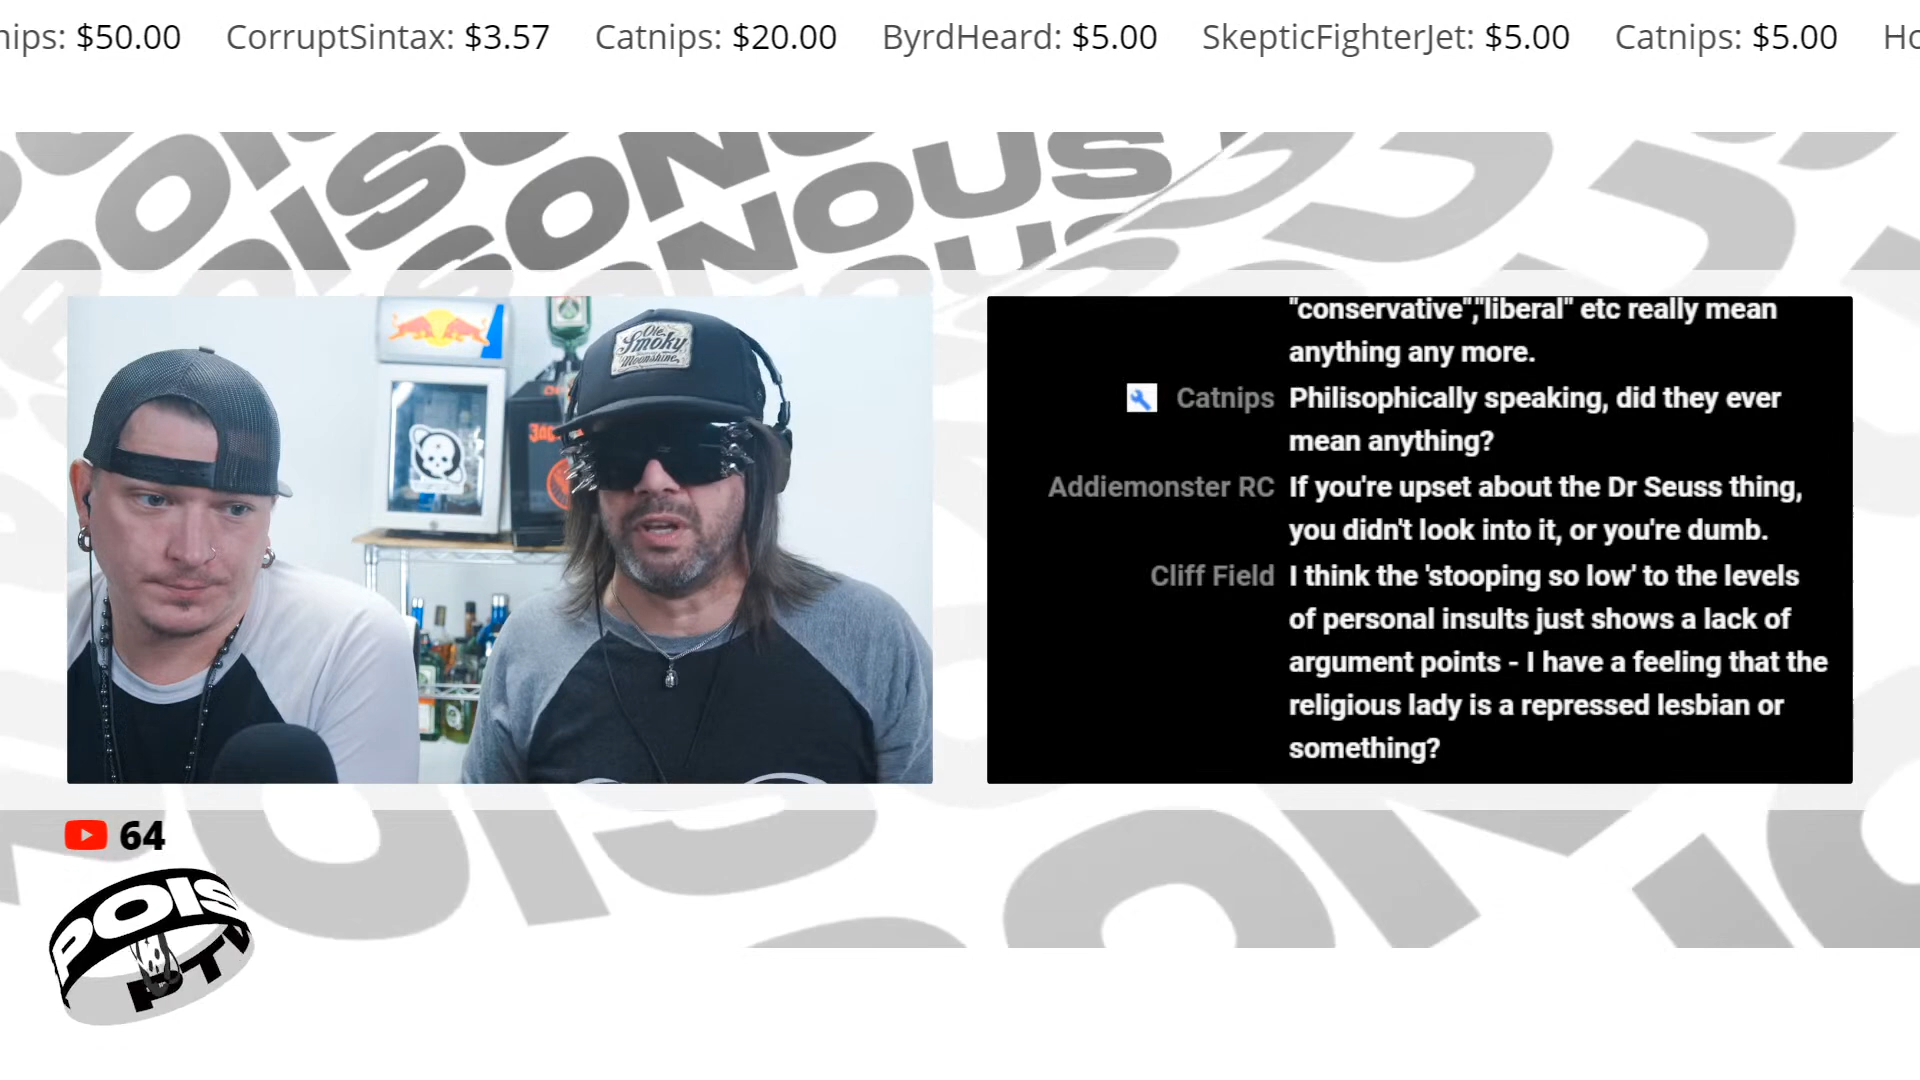 nips: $50.00 CorruptSintax: $3.57 Catnips: $20.00 ByrdHeard: $5.00 SkepticFighterJet: $5.00 Catnips: $5.00 Ho
POISONOUS
Ole
Smoky
Moonshine
"conservative","liberal" etc really mean
anything any more.
Catnips Philisophically speaking, did they ever
mean anything?
Addiemonster RC If you're upset about the Dr Seuss thing,
you didn't look into it, or you're dumb.
Cliff Field I think the 'stooping so low' to the levels
of personal insults just shows a lack of
argument points - I have a feeling that the
religious lady is a repressed lesbian or
something?
64
POIS
PTV